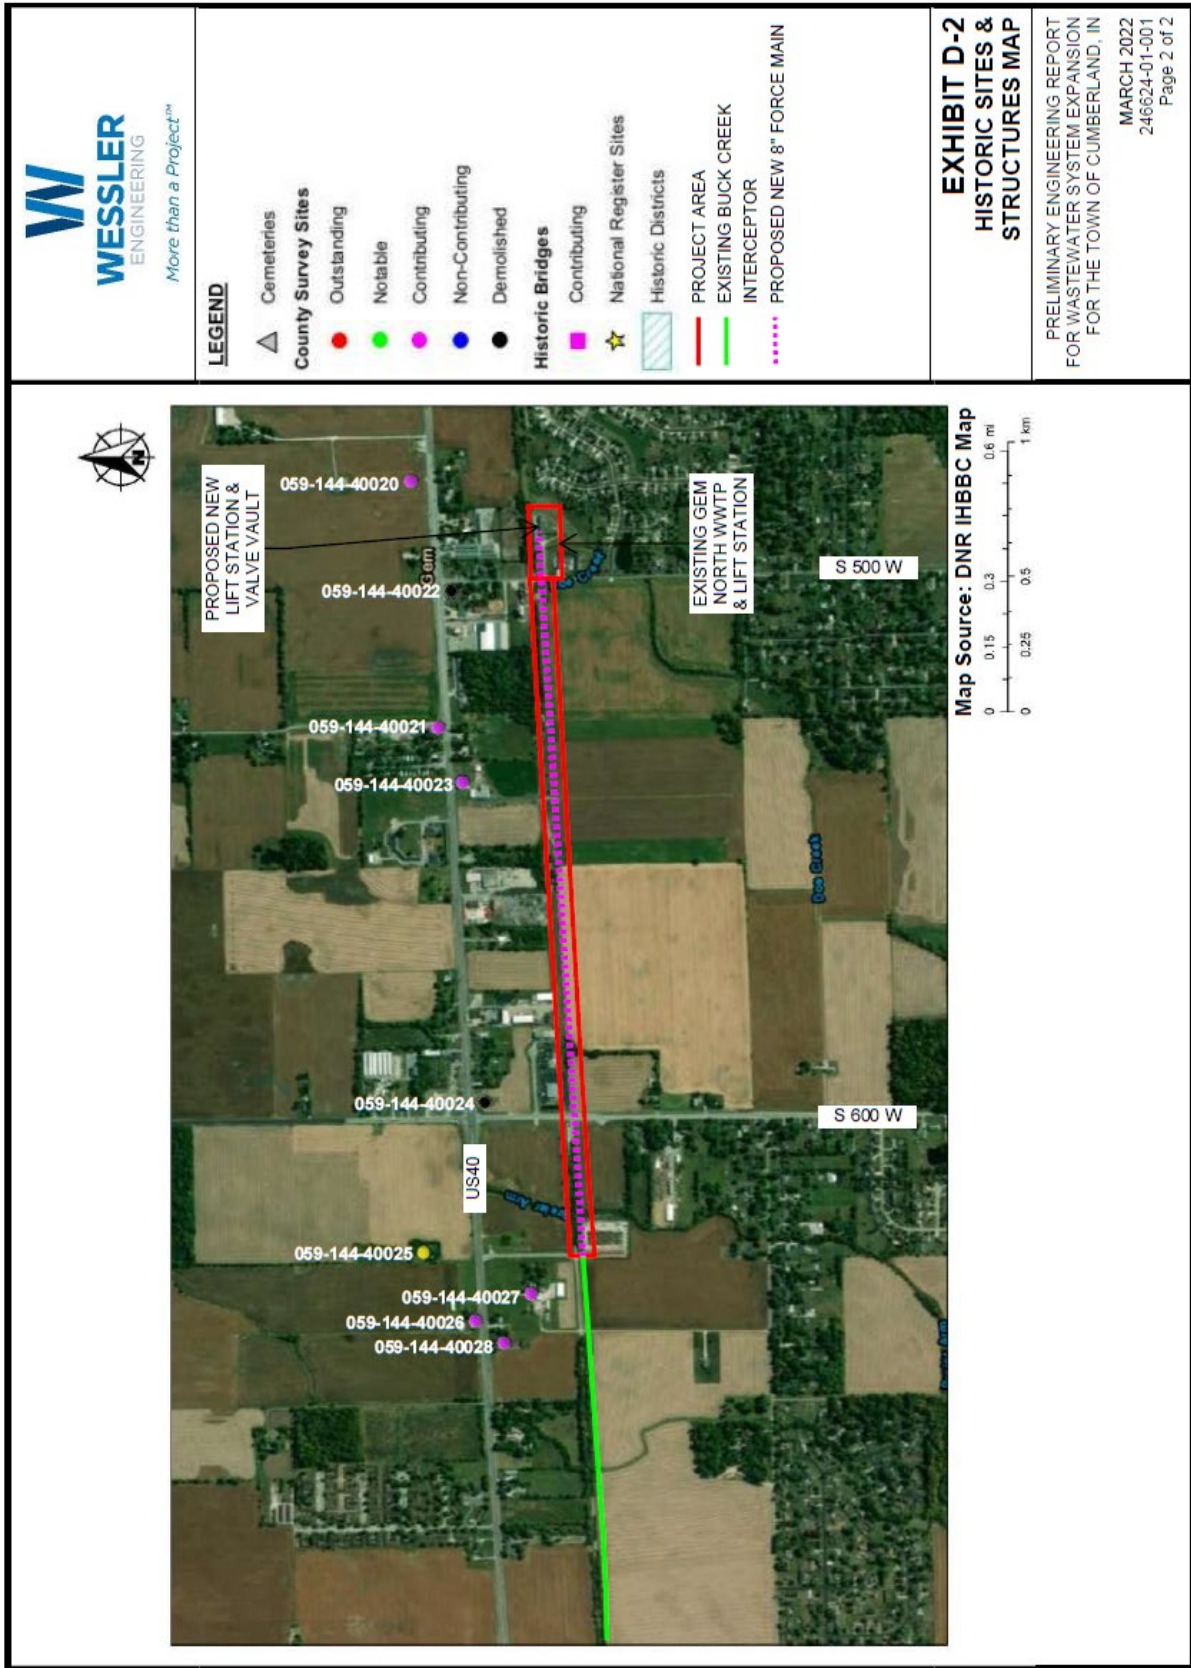 WESSLER
ENGINEERING
More than a Project™
LEGEND
Cemeteries
County Survey Sites
Outstanding
Notable
Contributing
Non-Contributing
Demolished
Historic Bridges
Contributing
National Register Sites
Historic Districts
PROJECT AREA
EXISTING BUCK CREEK
INTERCEPTOR
PROPOSED NEW 8" FORCE MAIN
EXHIBIT D-2
HISTORIC SITES &
STRUCTURES MAP
PRELIMINARY ENGINEERING REPORT
FOR WASTEWATER SYSTEM EXPANSION
FOR THE TOWN OF CUMBERLAND, IN
MARCH 2022
246624-01-001
Page 2 of 2
N
PROPOSED NEW
LIFT STATION &
VALVE VAULT
059-144-40020
Gem
059-144-40022
059-144-40021
059-144-40023
059-144-40024
US40
059-144-40025
059-144-40027
059-144-40026
059-144-40028
EXISTING GEM
NORTH WWTP
& LIFT STATION
Creek
S 500 W
Doe Creek
S 600 W
Arm
Map Source: DNR IHBBC Map
0 0.15 0.3 0.6 mi
0 0.25 0.5 1 km